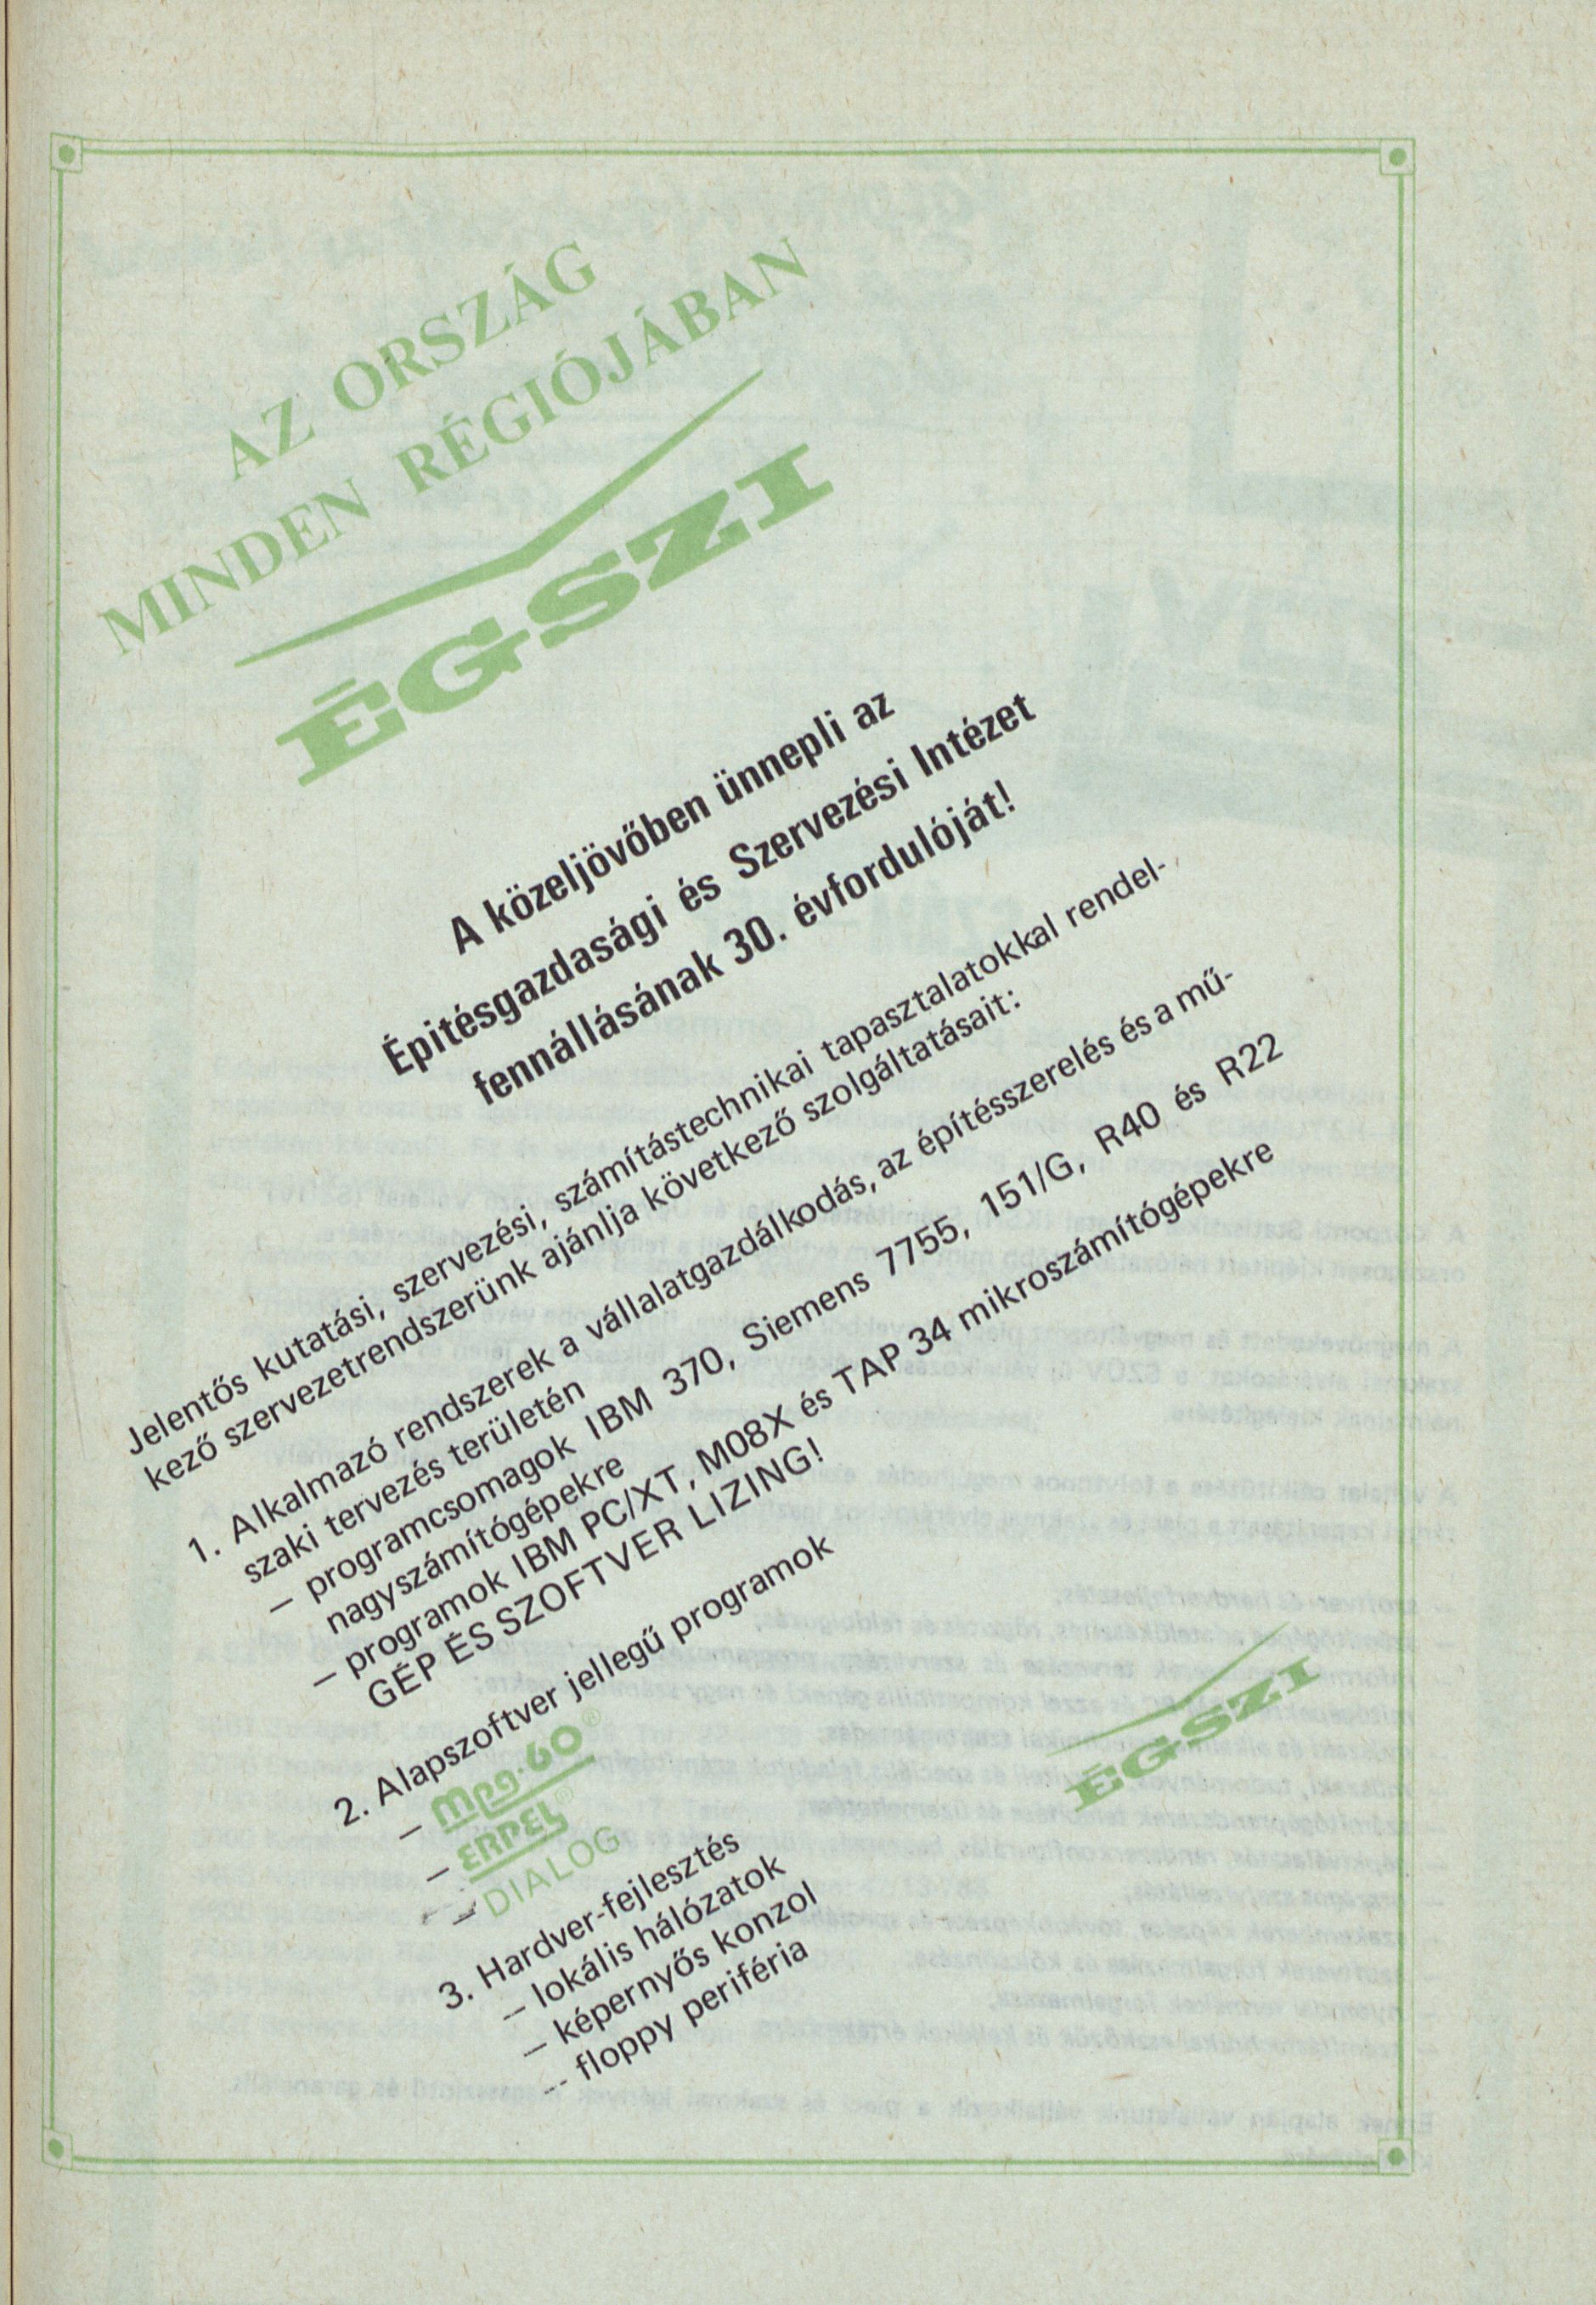 AZ ORSZÁG
MINDEN RÉGIÓJÁBAN
ÉGSZI
A közeljövőben ünnepli az
Épitésgazdasági és Szervezési Intézet
fennállásának 30. évfordulóját!
Jelentős kutatási, szervezési, számítástechnikai tapasztalatokkal rendel-
kező szervezetrendszerünk ajánlja következő szolgáltatásait:
1. Alkalmazó rendszerek a vállalatgazdálkodás, az építésszerelés és a mű-
szaki tervezés területén
— programcsomagok IBM 370, Siemens 7755, 151/G, R40 és R22
nagyszámítógépekre
— programok IBM PC/XT, M08X és TAP 34 mikroszámítógépekre
GÉP ÉS SZOFTVER LIZING!
2. Alapszoftver jellegű programok
— mpg·60®
— ERPEL®
— DIALOG
3. Hardver-fejlesztés
— lokális hálózatok
— képernyős konzol
-- floppy periféria
ÉGSZI